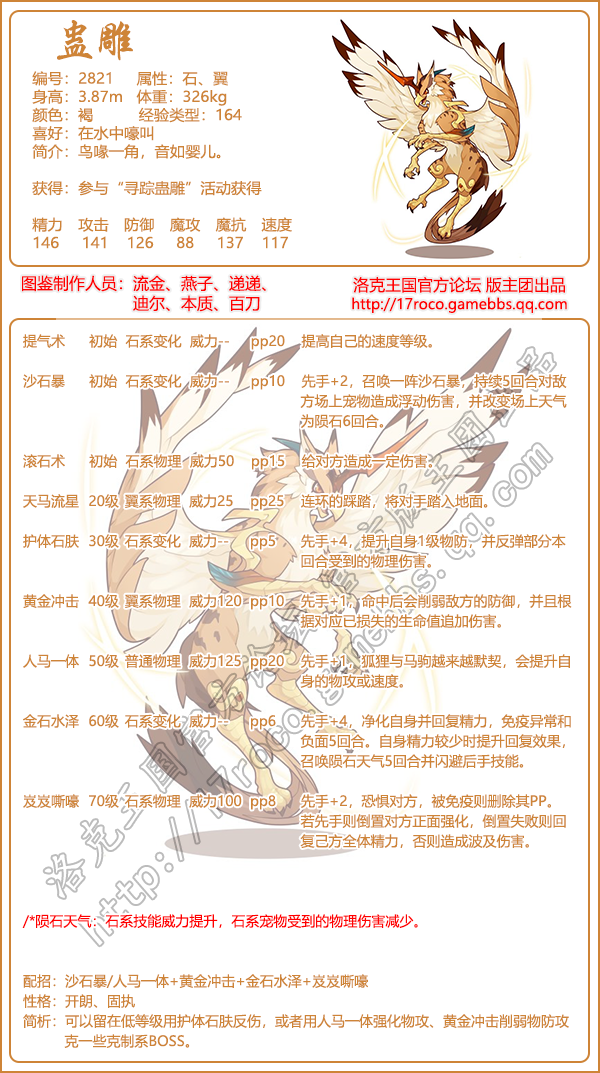 蛊雕
编号：2821 属性：石、翼
身高：3.87m 体重：326kg
颜色：褐 经验类型：164
喜好：在水中嚎叫
简介：鸟喙一角，音如婴儿。
获得：参与“寻踪蛊雕”活动获得
精力 攻击 防御 魔攻 魔抗 速度
146 141 126 88 137 117
图鉴制作人员：流金、燕子、递递、
迪尔、本质、百刀
洛克王国官方论坛 版主团出品
http://17roco.gamebbs.qq.com
提气术 初始 石系变化 威力-- pp20 提高自己的速度等级。
沙石暴 初始 石系变化 威力-- pp10 先手+2，召唤一阵沙石暴，持续5回合对敌
方场上宠物造成浮动伤害，并改变场上天气
为陨石6回合。
滚石术 初始 石系物理 威力50 pp15 给对方造成一定伤害。
天马流星 20级 翼系物理 威力25 pp25 连环的踩踏，将对手踏入地面。
护体石肤 30级 石系变化 威力-- pp5 先手+4，提升自身1级物防，并反弹部分本
回合受到的物理伤害。
黄金冲击 40级 翼系物理 威力120 pp10 先手+1，命中后会削弱敌方的防御，并且根
据对应已损失的生命值追加伤害。
人马一体 50级 普通物理 威力125 pp20 先手+1，狐狸与马驹越来越默契，会提升自
身的物攻或速度。
金石水泽 60级 石系变化 威力-- pp6 先手+4，净化自身并回复精力，免疫异常和
负面5回合。自身精力较少时提升回复效果，
召唤陨石天气5回合并闪避后手技能。
岌岌嘶嚎 70级 石系物理 威力100 pp8 先手+2，恐惧对方，被免疫则删除其PP。
若先手则倒置对方正面强化，倒置失败则回
复己方全体精力，否则造成波及伤害。
洛克王国官方论坛版主团出品
http://17roco.gamebbs.qq.com
/*陨石天气：石系技能威力提升，石系宠物受到的物理伤害减少。
配招：沙石暴/人马一体+黄金冲击+金石水泽+岌岌嘶嚎
性格：开朗、固执
简析：可以留在低等级用护体石肤反伤，或者用人马一体强化物攻、黄金冲击削弱物防攻
克一些克制系BOSS。